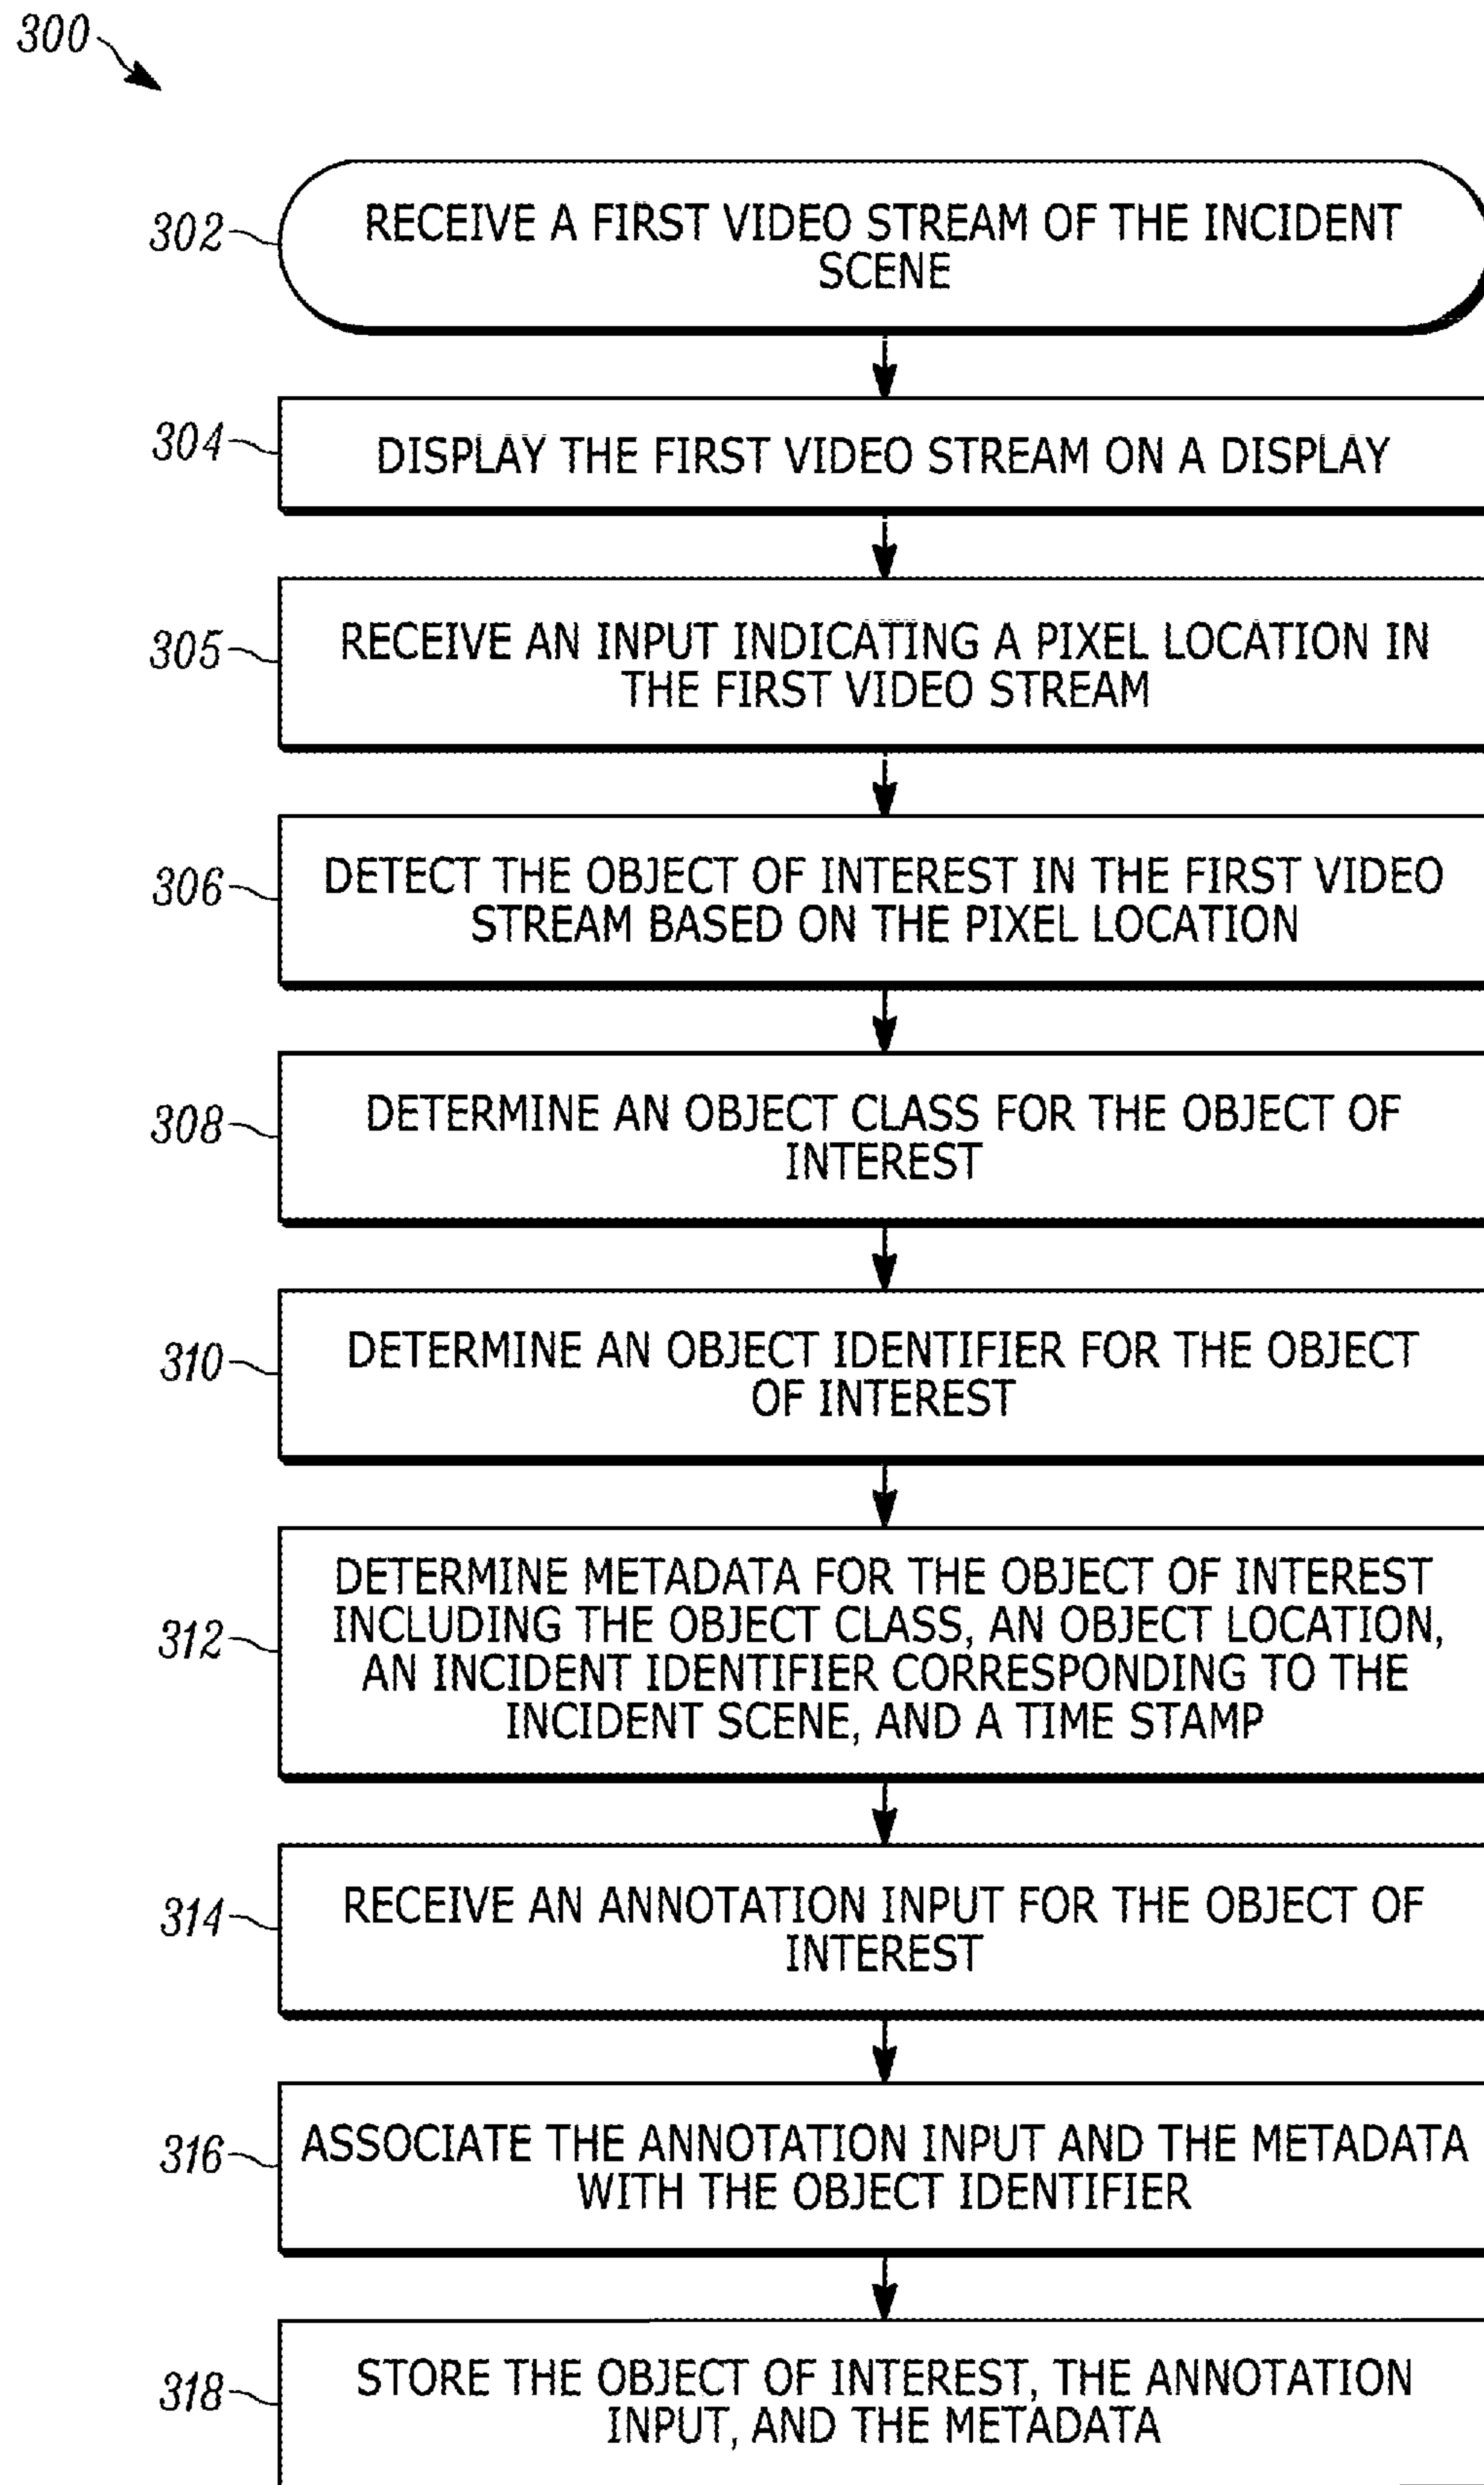 300
302
RECEIVE A FIRST VIDEO STREAM OF THE INCIDENT
SCENE
304
DISPLAY THE FIRST VIDEO STREAM ON A DISPLAY
305
RECEIVE AN INPUT INDICATING A PIXEL LOCATION IN
THE FIRST VIDEO STREAM
306
DETECT THE OBJECT OF INTEREST IN THE FIRST VIDEO
STREAM BASED ON THE PIXEL LOCATION
308
DETERMINE AN OBJECT CLASS FOR THE OBJECT OF
INTEREST
310
DETERMINE AN OBJECT IDENTIFIER FOR THE OBJECT
OF INTEREST
312
DETERMINE METADATA FOR THE OBJECT OF INTEREST
INCLUDING THE OBJECT CLASS, AN OBJECT LOCATION,
AN INCIDENT IDENTIFIER CORRESPONDING TO THE
INCIDENT SCENE, AND A TIME STAMP
314
RECEIVE AN ANNOTATION INPUT FOR THE OBJECT OF
INTEREST
316
ASSOCIATE THE ANNOTATION INPUT AND THE METADATA
WITH THE OBJECT IDENTIFIER
318
STORE THE OBJECT OF INTEREST, THE ANNOTATION
INPUT, AND THE METADATA